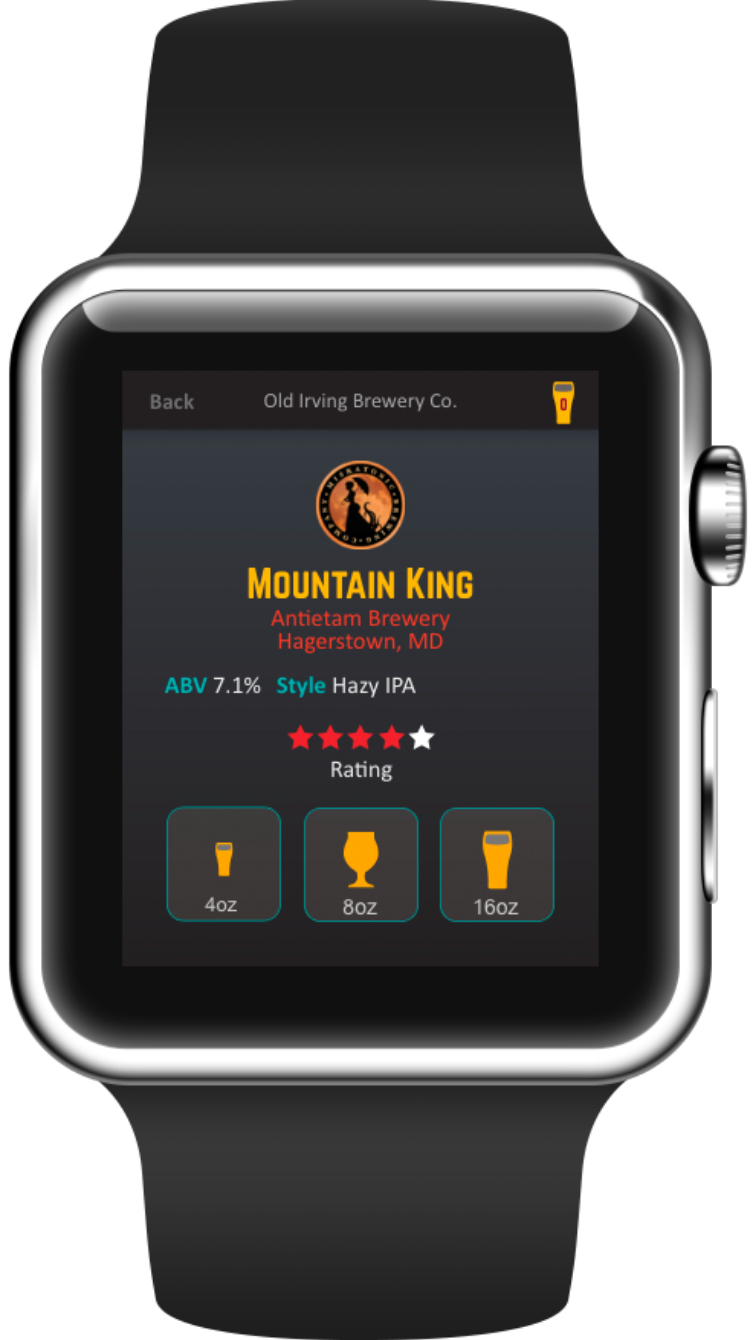 Back
Old Irving Brewery Co.
0
MISKATONIC BREWING COMPANY
Mountain King
Antietam Brewery
Hagerstown, MD
ABV 7.1% Style Hazy IPA
Rating
4oz
8oz
16oz